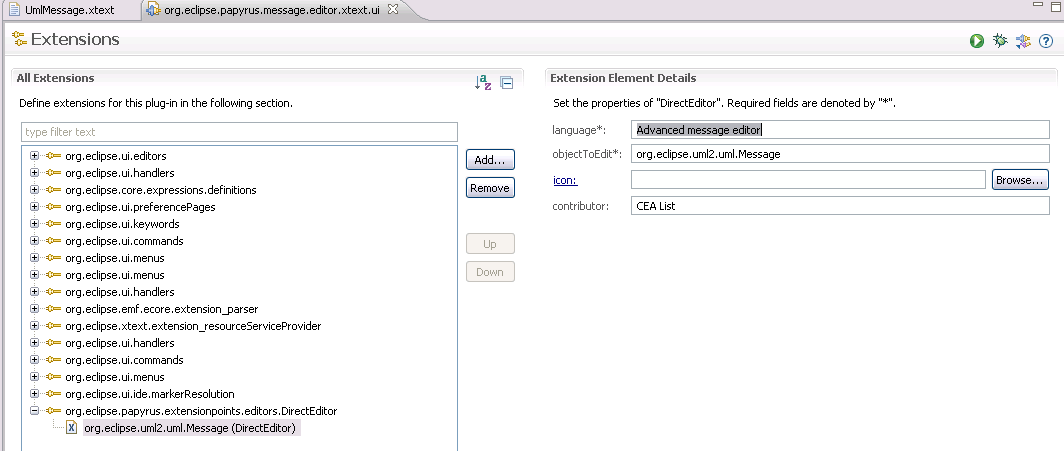 UmlMessage.xtext
org.eclipse.papyrus.message.editor.xtext.ui
Extensions
All Extensions
Define extensions for this plug-in in the following section.
type filter text
org.eclipse.ui.editors
org.eclipse.ui.handlers
org.eclipse.core.expressions.definitions
org.eclipse.ui.preferencePages
org.eclipse.ui.keywords
org.eclipse.ui.commands
org.eclipse.ui.menus
org.eclipse.ui.menus
org.eclipse.ui.handlers
org.eclipse.emf.ecore.extension_parser
org.eclipse.xtext.extension_resourceServiceProvider
org.eclipse.ui.handlers
org.eclipse.ui.commands
org.eclipse.ui.menus
org.eclipse.ui.ide.markerResolution
org.eclipse.papyrus.extensionpoints.editors.DirectEditor
org.eclipse.uml2.uml.Message (DirectEditor)
Add...
Remove
Up
Down
Extension Element Details
Set the properties of "DirectEditor". Required fields are denoted by "*".
language*: Advanced message editor
objectToEdit*: org.eclipse.uml2.uml.Message
icon: Browse...
contributor: CEA List